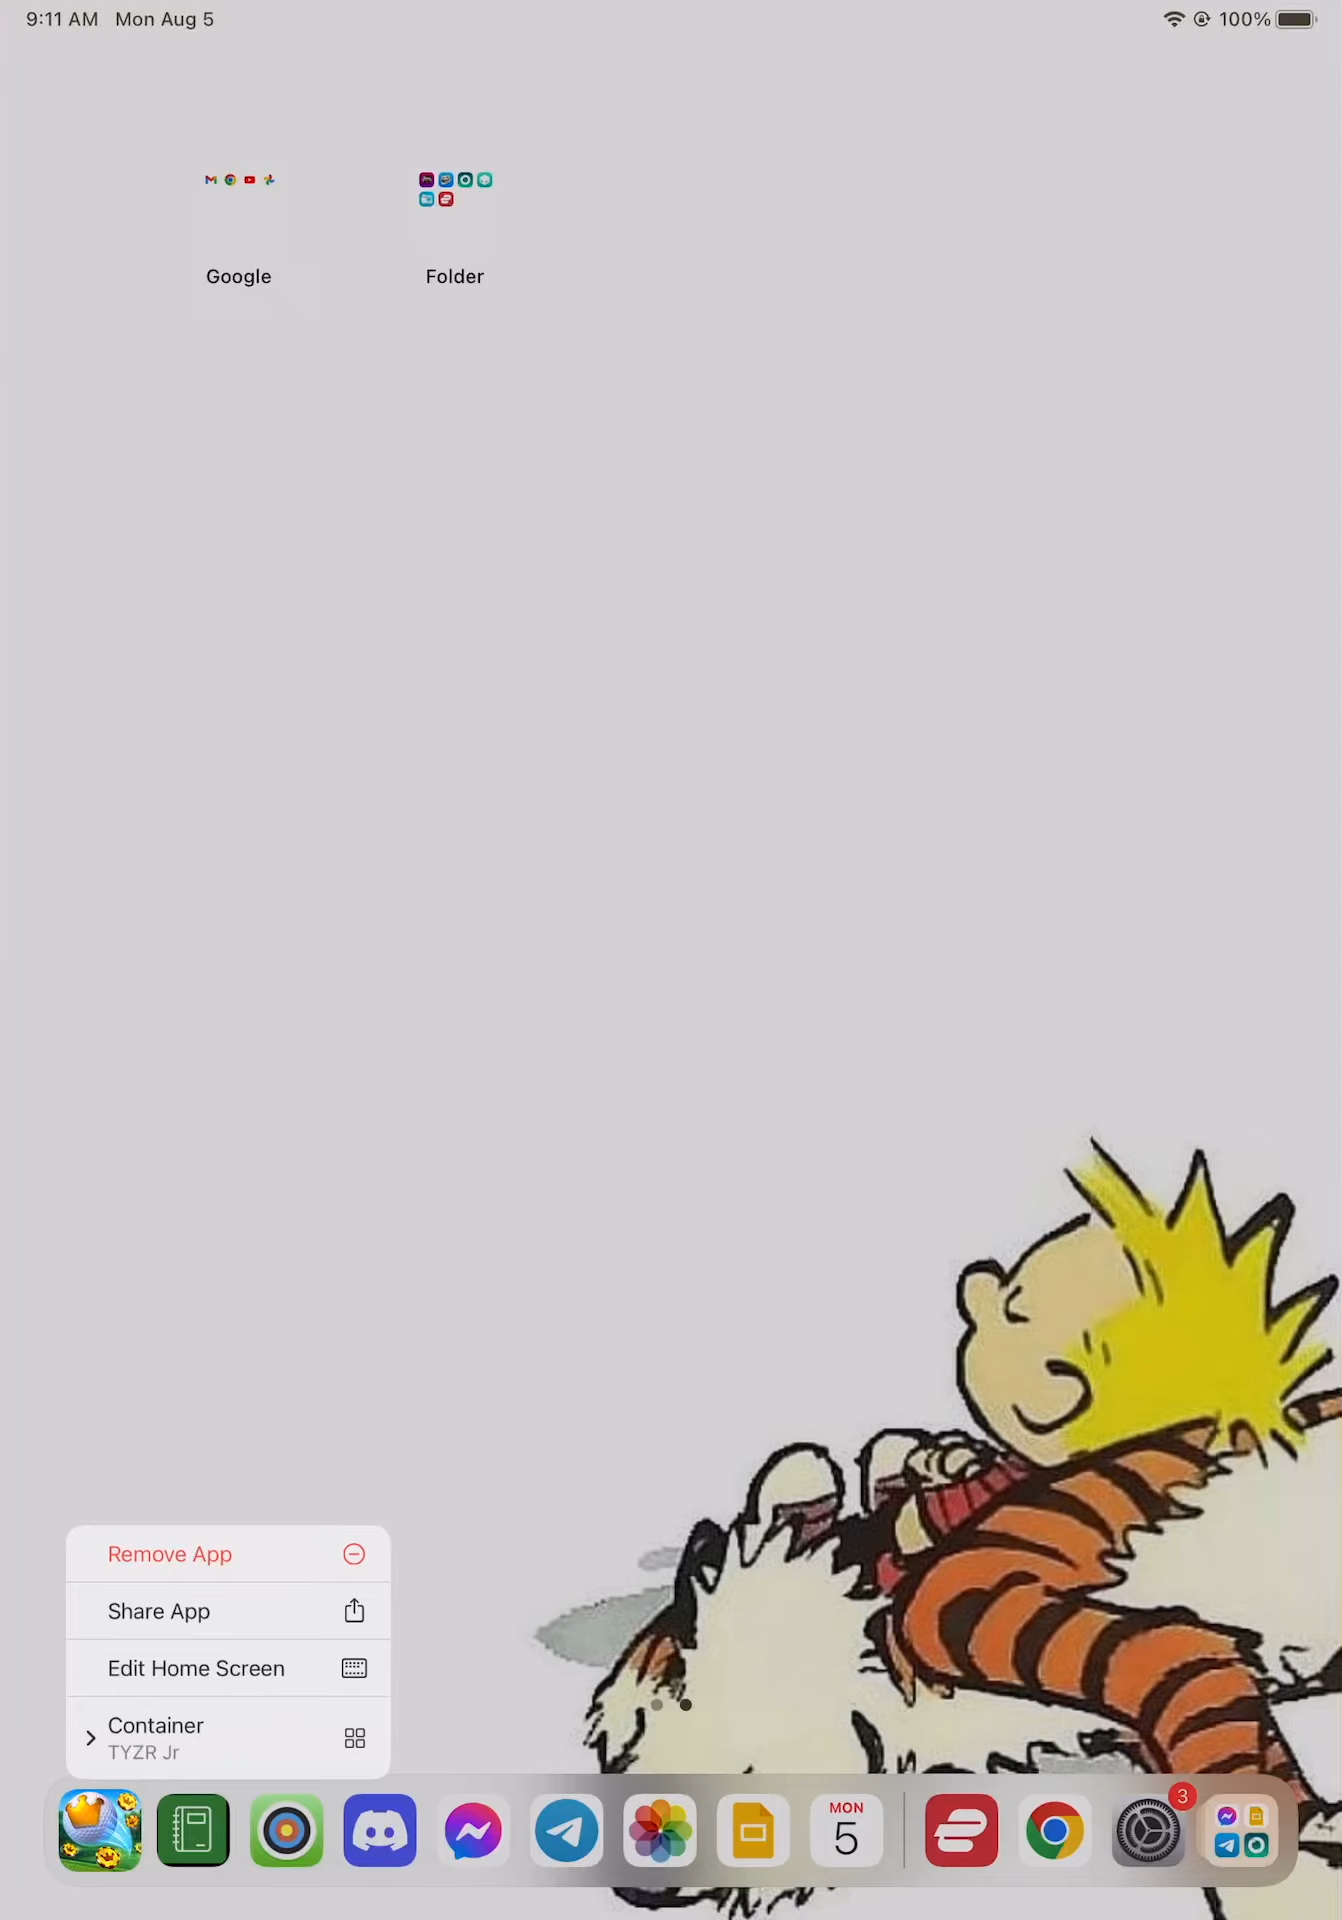 9:11 AM Mon Aug 5
100%
Google
Folder
Remove App
Share App
Edit Home Screen
Container
TYZR Jr
MON
5
3